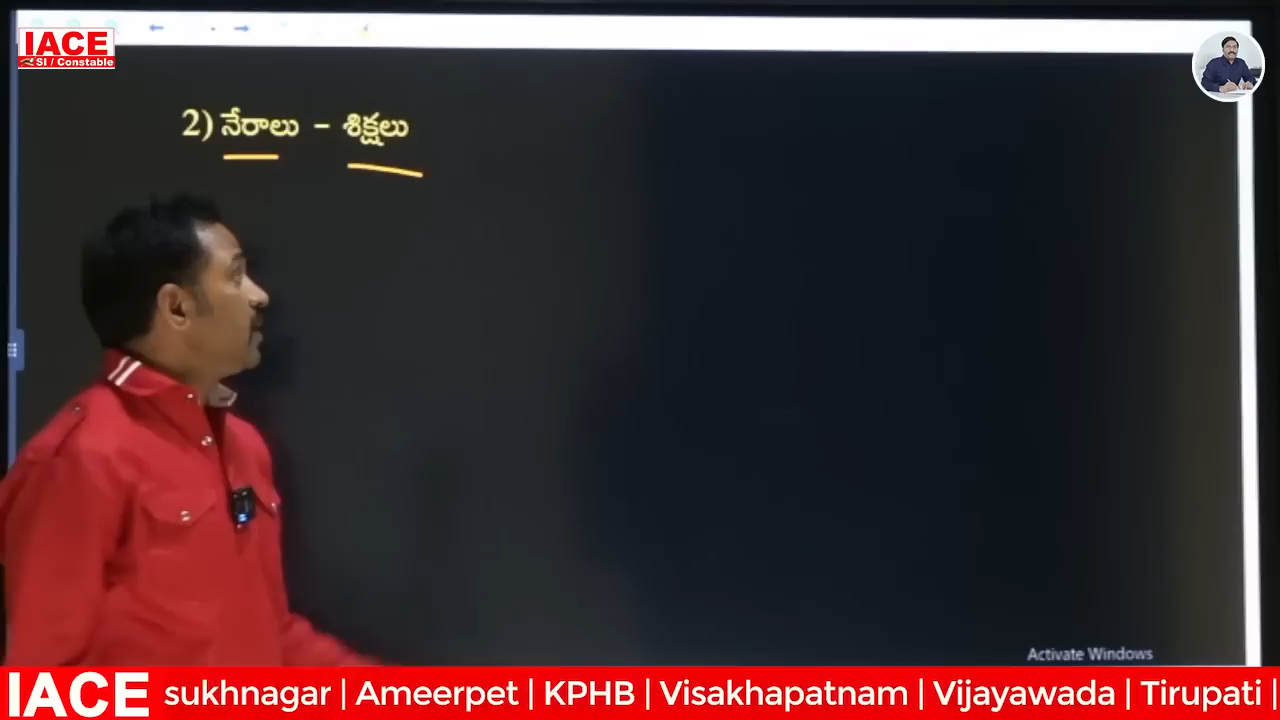 IACE
SI / Constable
2) నేరాలు - శిక్షలు
Activate Windows
IACE sukhnagar | Ameerpet | KPHB | Visakhapatnam | Vijayawada | Tirupati |